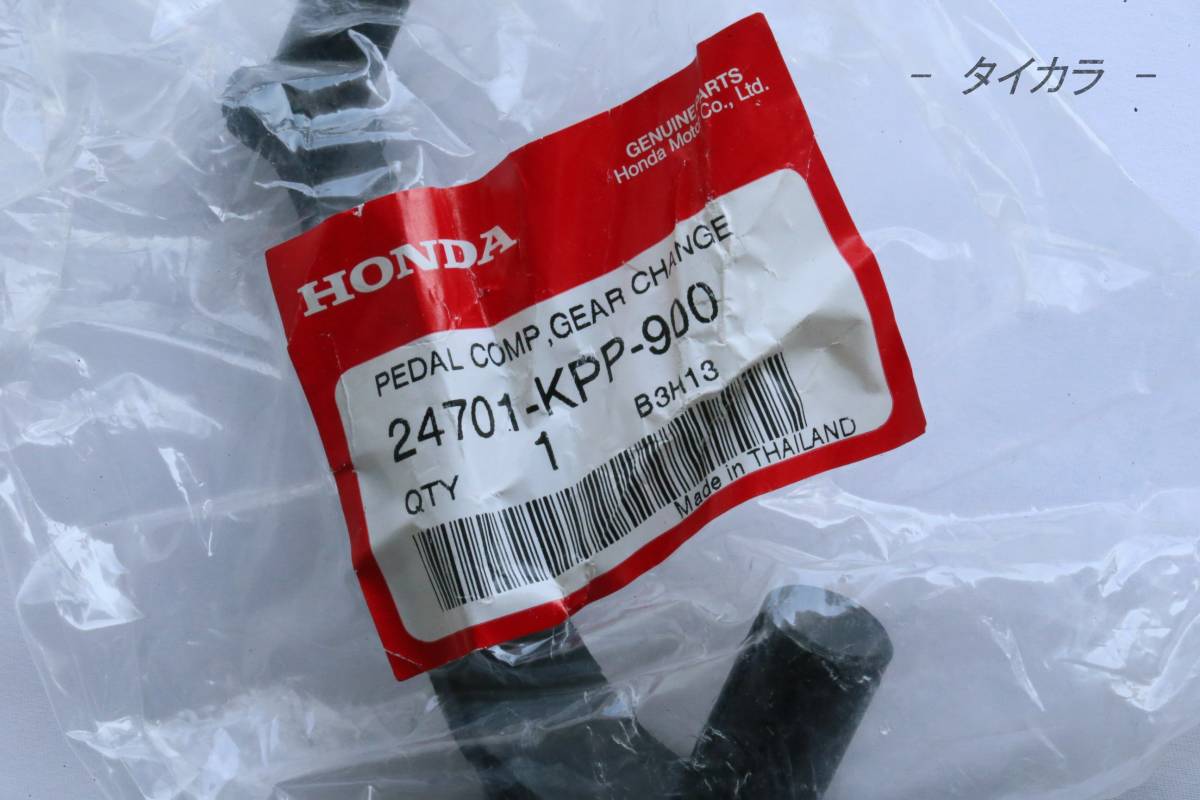 - タイカラ -
GENUINE PARTS
Honda Motor Co., Ltd.
HONDA
PEDAL COMP,GEAR CHANGE
24701-KPP-900
B3H13
QTY 1
Made in THAILAND